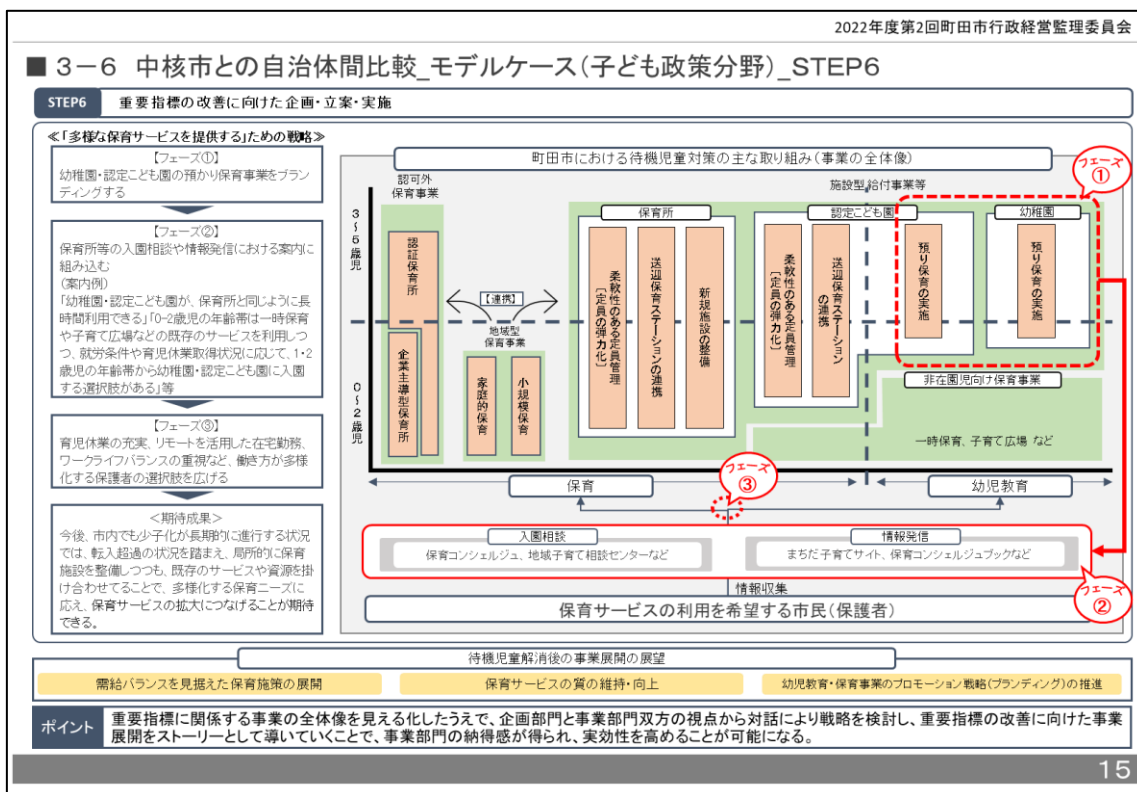 2022年度第2回町田市行政経営監理委員会
■ 3－6 中核市との自治体間比較_モデルケース(子ども政策分野)_STEP6
STEP6 重要指標の改善に向けた企画・立案・実施
≪「多様な保育サービスを提供する」ための戦略≫
【フェーズ①】
幼稚園・認定こども園の預かり保育事業をブラン
ディングする
【フェーズ②】
保育所等の入園相談や情報発信における案内に
組み込む
(案内例)
「幼稚園・認定こども園が、保育所と同じように長
時間利用できる」「0-2歳児の年齢帯は一時保育
や子育て広場などの既存のサービスを利用しつ
つ、就労条件や育児休業取得状況に応じて、1・2
歳児の年齢帯から幼稚園・認定こども園に入園
する選択肢がある」等
【フェーズ③】
育児休業の充実、リモートを活用した在宅勤務、
ワークライフバランスの重視など、働き方が多様
化する保護者の選択肢を広げる
＜期待成果＞
今後、市内でも少子化が長期的に進行する状況
では、転入超過の状況を踏まえ、局所的に保育
施設を整備しつつも、既存のサービスや資源を掛
け合わせてることで、多様化する保育ニーズに
応え、保育サービスの拡大につなげることが期待
できる。
町田市における待機児童対策の主な取り組み(事業の全体像)
認可外
保育事業
施設型給付事業等
フェーズ
①
3～5歳児
0～2歳児
認証保育所
企業主導型保育所
【連携】
地域型
保育事業
家庭的保育
小規模保育
保育所
柔軟性のある定員管理
［定員の弾力化］
送迎保育ステーションの連携
新規施設の整備
認定こども園
柔軟性のある定員管理
［定員の弾力化］
送迎保育ステーション
の連携
預り保育の実施
幼稚園
預り保育の実施
非在園児向け保育事業
一時保育、子育て広場 など
保育
フェーズ
③
幼児教育
入園相談
保育コンシェルジュ、地域子育て相談センターなど
情報発信
まちだ子育てサイト、保育コンシェルジュブックなど
フェーズ
②
情報収集
保育サービスの利用を希望する市民(保護者)
待機児童解消後の事業展開の展望
需給バランスを見据えた保育施策の展開
保育サービスの質の維持・向上
幼児教育・保育事業のプロモーション戦略(ブランディング)の推進
ポイント
重要指標に関係する事業の全体像を見える化したうえで、企画部門と事業部門双方の視点から対話により戦略を検討し、重要指標の改善に向けた事業
展開をストーリーとして導いていくことで、事業部門の納得感が得られ、実効性を高めることが可能になる。
15